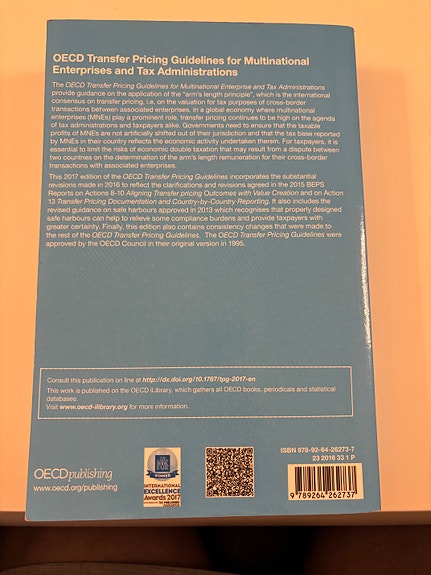 OECD Transfer Pricing Guidelines for Multinational
Enterprises and Tax Administrations
The OECD Transfer Pricing Guidelines for Multinational Enterprise and Tax Administrations
provide guidance on the application of the “arm’s length principle”, which is the international
consensus on transfer pricing, i.e. on the valuation for tax purposes of cross-border
transactions between associated enterprises. In a global economy where multinational
enterprises (MNEs) play a prominent role, transfer pricing continues to be high on the agenda
of tax administrations and taxpayers alike. Governments need to ensure that the taxable
profits of MNEs are not artificially shifted out of their jurisdiction and that the tax base reported
by MNEs in their country reflects the economic activity undertaken therein. For taxpayers, it is
essential to limit the risks of economic double taxation that may result from a dispute between
two countries on the determination of the arm’s length remuneration for their cross-border
transactions with associated enterprises.
This 2017 edition of the OECD Transfer Pricing Guidelines incorporates the substantial
revisions made in 2016 to reflect the clarifications and revisions agreed in the 2015 BEPS
Reports on Actions 8-10 Aligning Transfer pricing Outcomes with Value Creation and on Action
13 Transfer Pricing Documentation and Country-by-Country Reporting. It also includes the
revised guidance on safe harbours approved in 2013 which recognises that properly designed
safe harbours can help to relieve some compliance burdens and provide taxpayers with
greater certainty. Finally, this edition also contains consistency changes that were made to
the rest of the OECD Transfer Pricing Guidelines. The OECD Transfer Pricing Guidelines were
approved by the OECD Council in their original version in 1995.
Consult this publication on line at http://dx.doi.org/10.1787/tpg-2017-en.
This work is published on the OECD iLibrary, which gathers all OECD books, periodicals and statistical
databases.
Visit www.oecd-ilibrary.org for more information.
OECDpublishing
www.oecd.org/publishing
WINNER
INTERNATIONAL
EXCELLENCE
Awards 2017
ISBN 978-92-64-26273-7
23 2016 33 1 P
9 789264 262737